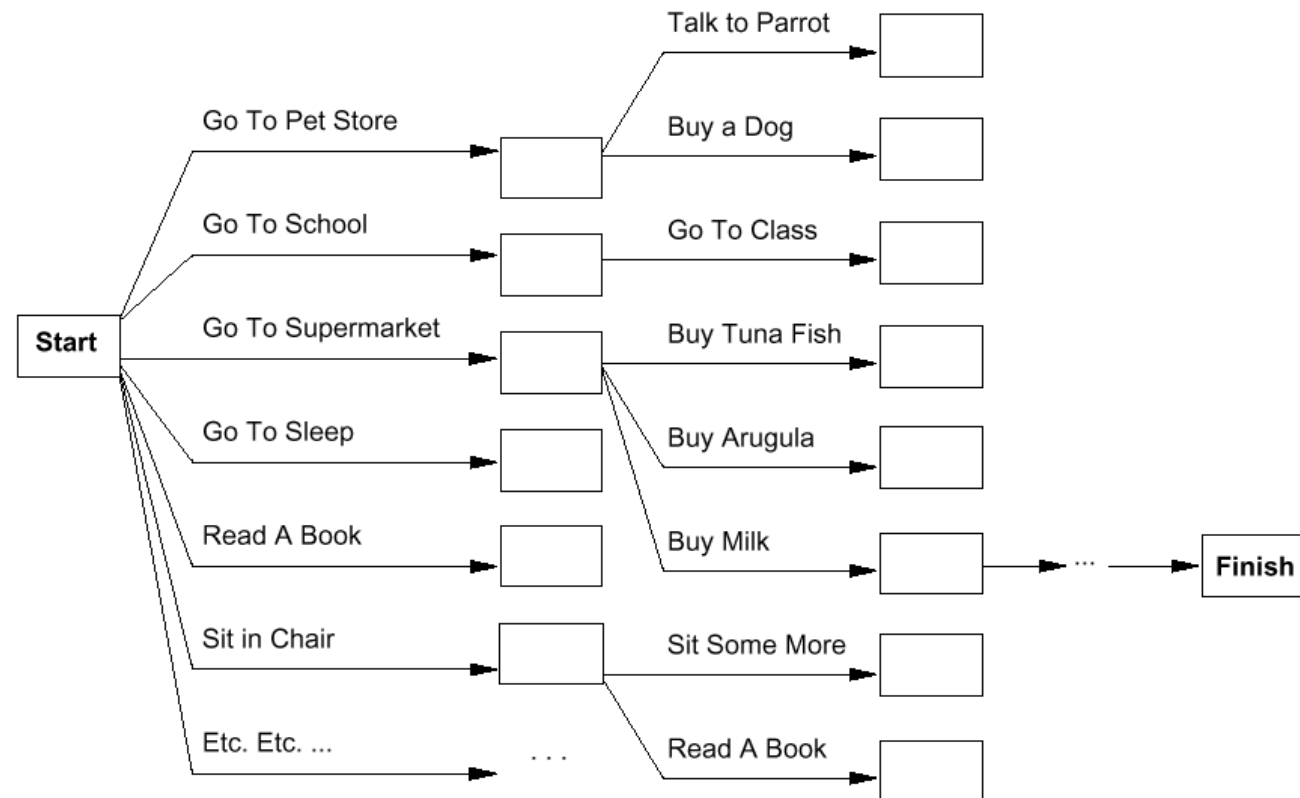 Talk to Parrot
Go To Pet Store
Buy a Dog
Go To School
Go To Class
Start
Go To Supermarket
Buy Tuna Fish
Go To Sleep
Buy Arugula
Read A Book
Buy Milk
...
Finish
Sit in Chair
Sit Some More
Etc. Etc. ...
. . .
Read A Book